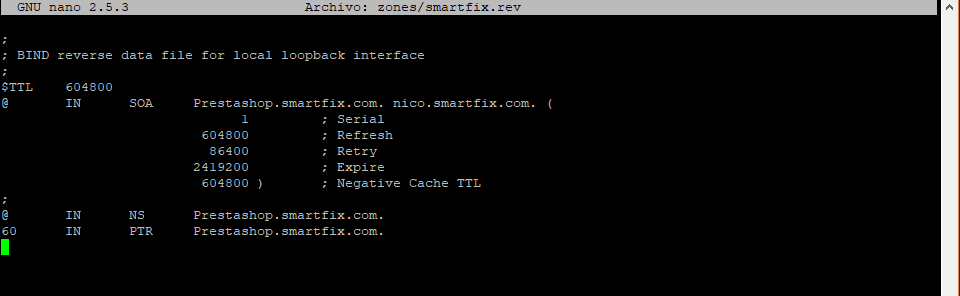 GNU nano 2.5.3 Archivo: zones/smartfix.rev
;
; BIND reverse data file for local loopback interface
;
$TTL 604800
@ IN SOA Prestashop.smartfix.com. nico.smartfix.com. (
1 ; Serial
604800 ; Refresh
86400 ; Retry
2419200 ; Expire
604800 ) ; Negative Cache TTL
;
@ IN NS Prestashop.smartfix.com.
60 IN PTR Prestashop.smartfix.com.